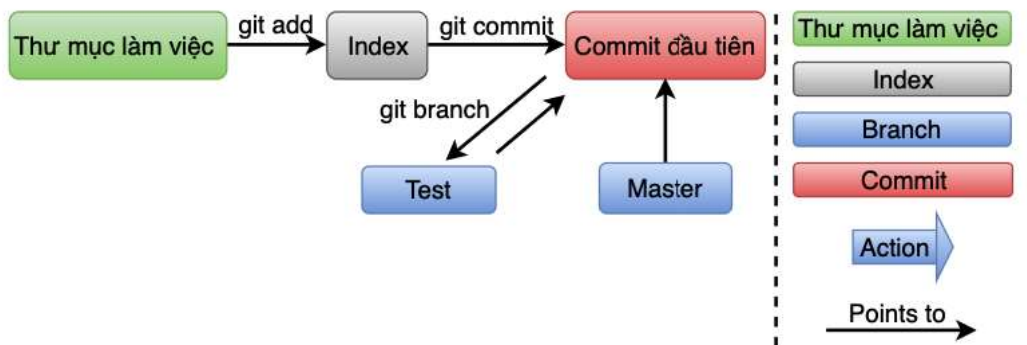 Thư mục làm việc
git add
Index
git commit
Commit đầu tiên
git branch
Test
Master
Thư mục làm việc
Index
Branch
Commit
Action
Points to